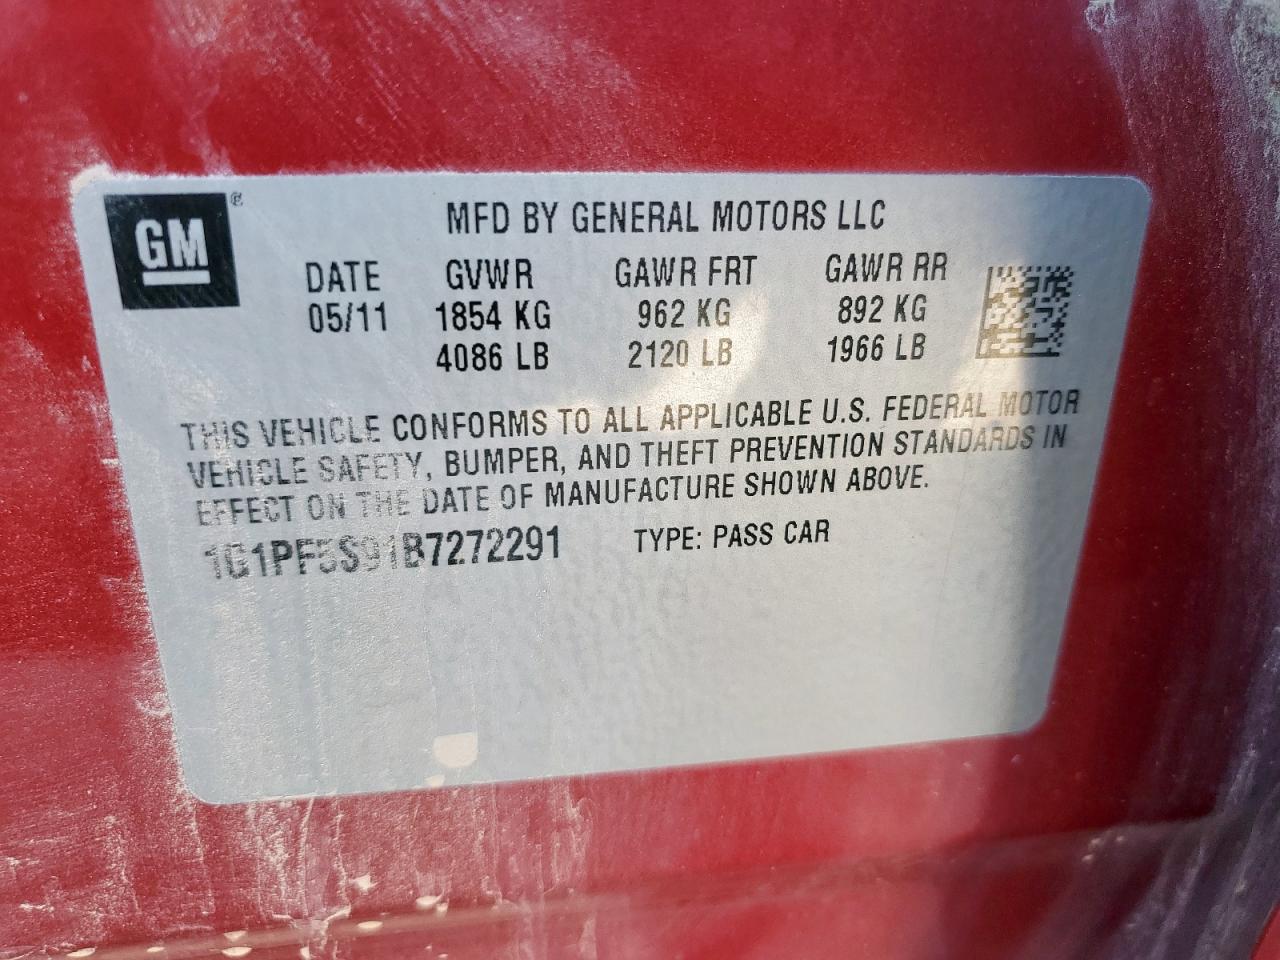 GM®
MFD BY GENERAL MOTORS LLC
DATE GVWR GAWR FRT GAWR RR
05/11 1854 KG 962 KG 892 KG
4086 LB 2120 LB 1966 LB
THIS VEHICLE CONFORMS TO ALL APPLICABLE U.S. FEDERAL MOTOR
VEHICLE SAFETY, BUMPER, AND THEFT PREVENTION STANDARDS IN
EFFECT ON THE DATE OF MANUFACTURE SHOWN ABOVE.
1G1PF5S91B7272291 TYPE: PASS CAR